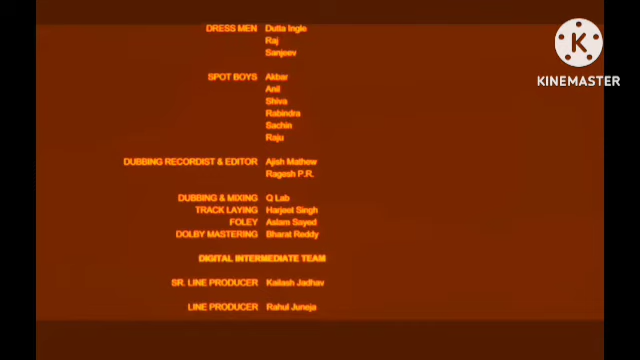 DRESS MEN Dutta Ingle
Raj
Sanjeev
SPOT BOYS Akbar
Anil
Shiva
Rabindra
Sachin
Raju
DUBBING RECORDIST & EDITOR Ajish Mathew
Ragesh P.R.
DUBBING & MIXING Q Lab
TRACK LAYING Harjeet Singh
FOLEY Aslam Sayed
DOLBY MASTERING Bharat Reddy
DIGITAL INTERMEDIATE TEAM
SR. LINE PRODUCER Kailash Jadhav
LINE PRODUCER Rahul Juneja
K
KINEMASTER